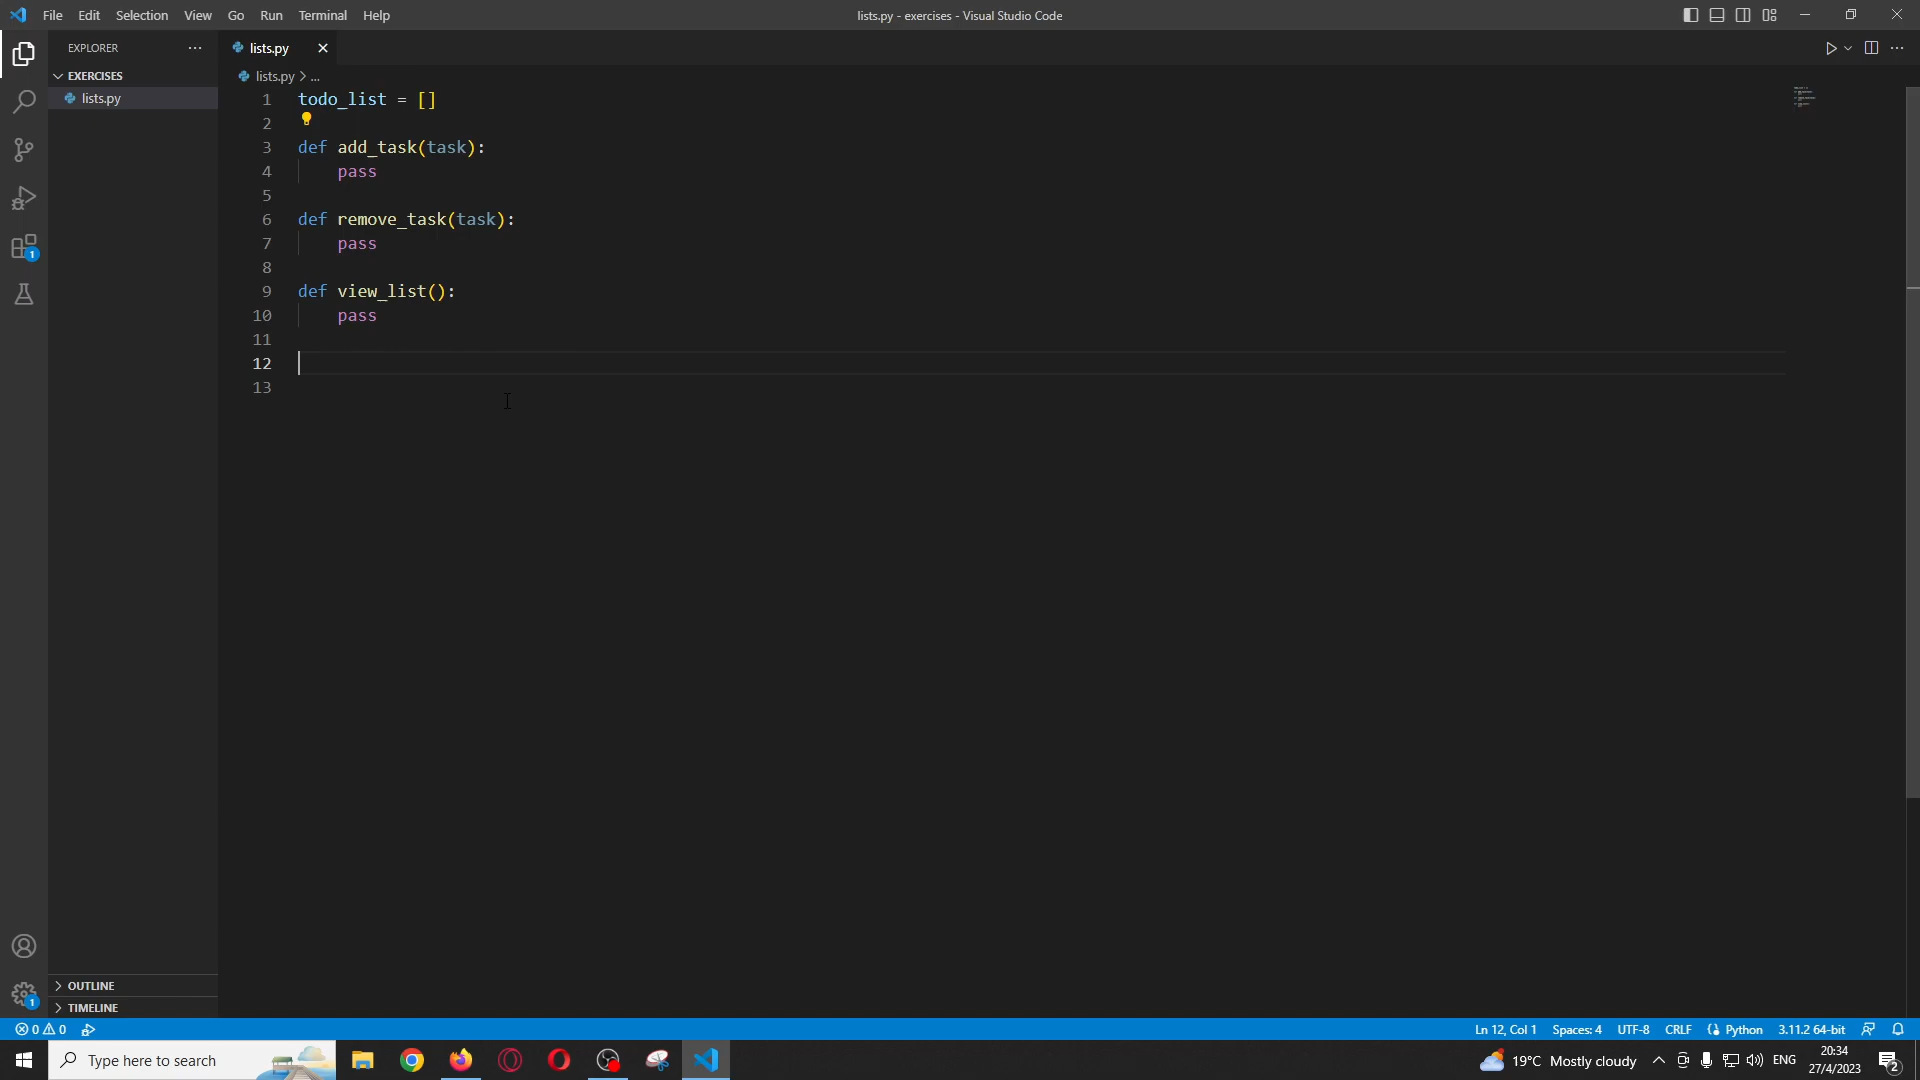 File Edit Selection View Go Run Terminal Help
lists.py - exercises - Visual Studio Code
EXPLORER
EXERCISES
lists.py
lists.py
lists.py > ...
1 todo_list = []
2
3 def add_task(task):
4     pass
5
6 def remove_task(task):
7     pass
8
9 def view_list():
10     pass
11
12
13
1
1
OUTLINE
TIMELINE
0 0
Ln 12, Col 1 Spaces: 4 UTF-8 CRLF Python 3.11.2 64-bit
Type here to search
19°C Mostly cloudy
ENG
20:34
27/4/2023
2